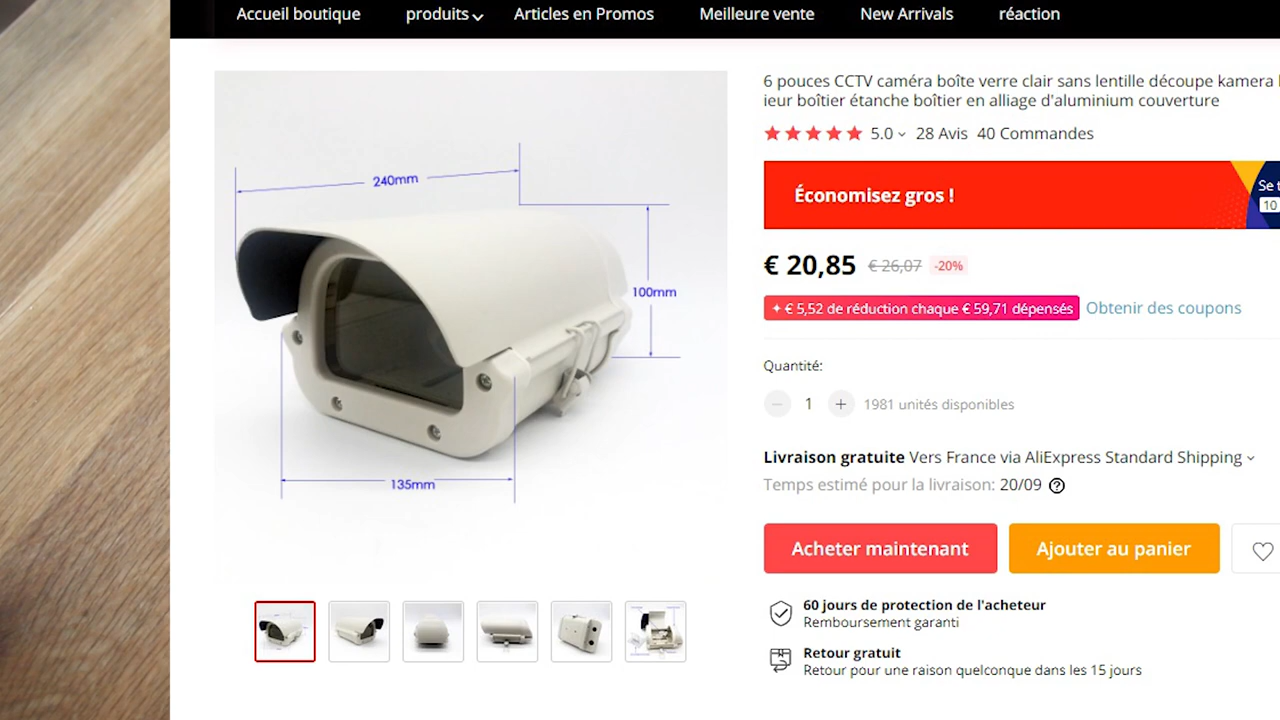 Accueil boutique produits Articles en Promos Meilleure vente New Arrivals réaction
6 pouces CCTV caméra boîte verre clair sans lentille découpe kamera
ieur boîtier étanche boîtier en alliage d'aluminium couverture
5.0 28 Avis 40 Commandes
Économisez gros !
Se
10
€ 20,85 € 26,07 -20%
€ 5,52 de réduction chaque € 59,71 dépensés Obtenir des coupons
Quantité:
1 1981 unités disponibles
Livraison gratuite Vers France via AliExpress Standard Shipping
Temps estimé pour la livraison: 20/09
Acheter maintenant Ajouter au panier
60 jours de protection de l'acheteur
Remboursement garanti
Retour gratuit
Retour pour une raison quelconque dans les 15 jours
240mm
100mm
135mm